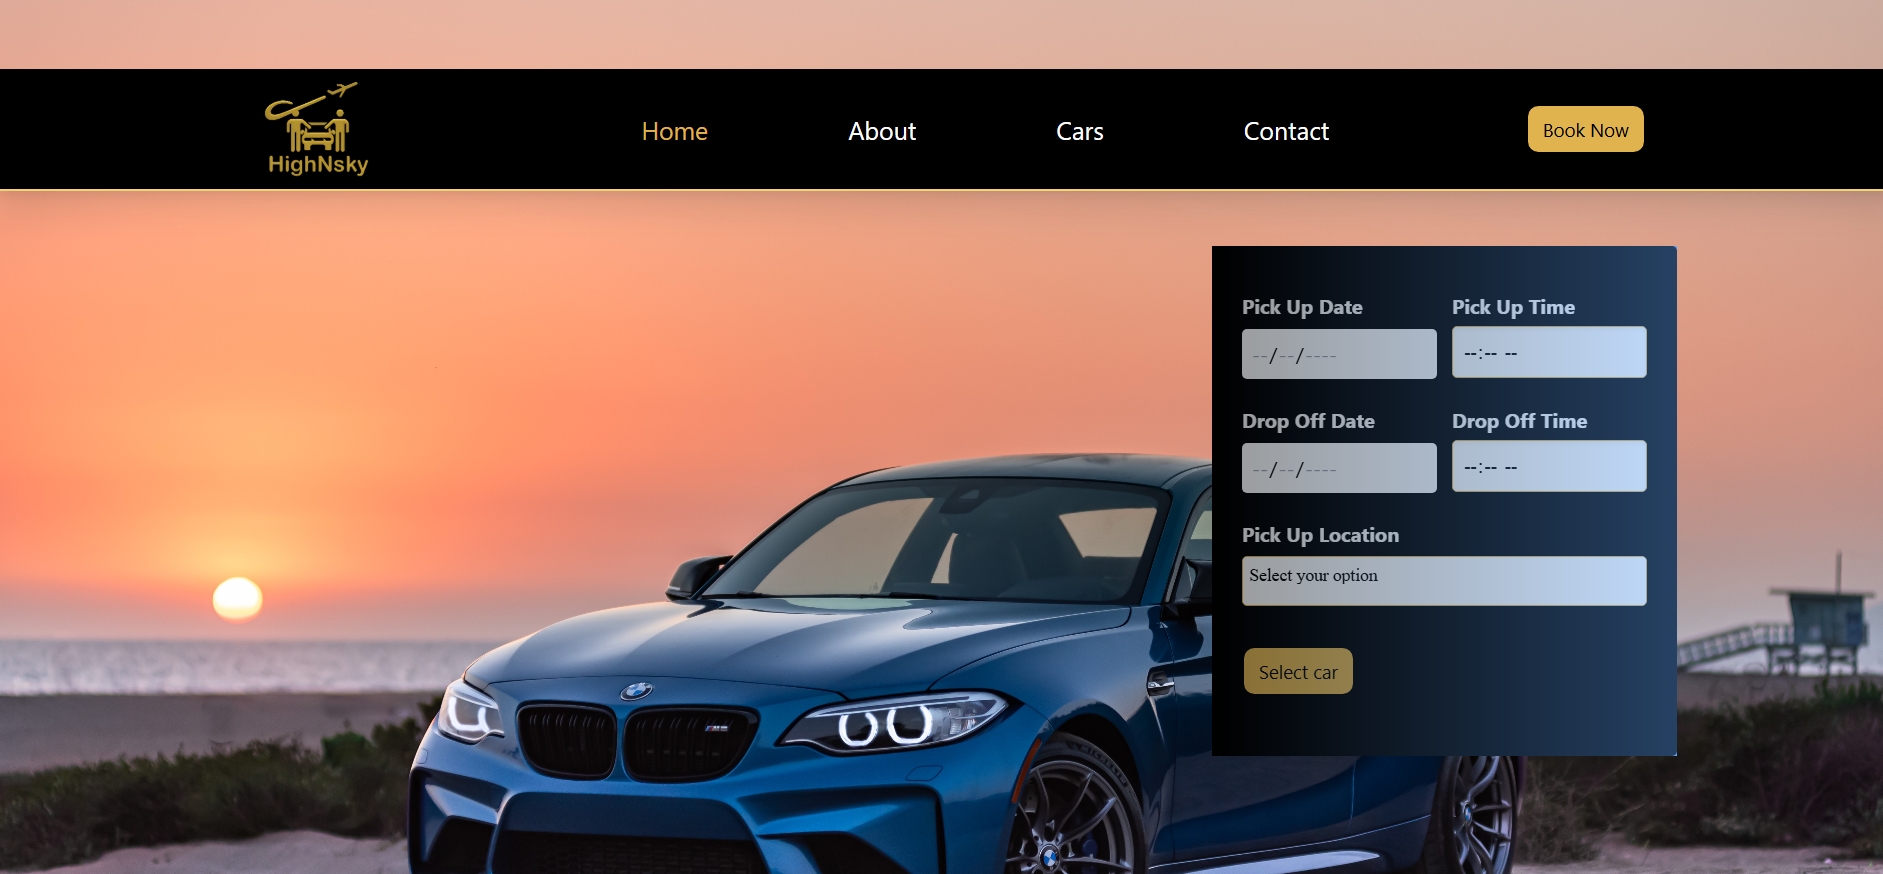 HighNsky
Home
About
Cars
Contact
Book Now
Pick Up Date
Pick Up Time
--/--/----
--:-- --
Drop Off Date
Drop Off Time
--/--/----
--:-- --
Pick Up Location
Select your option
Select car